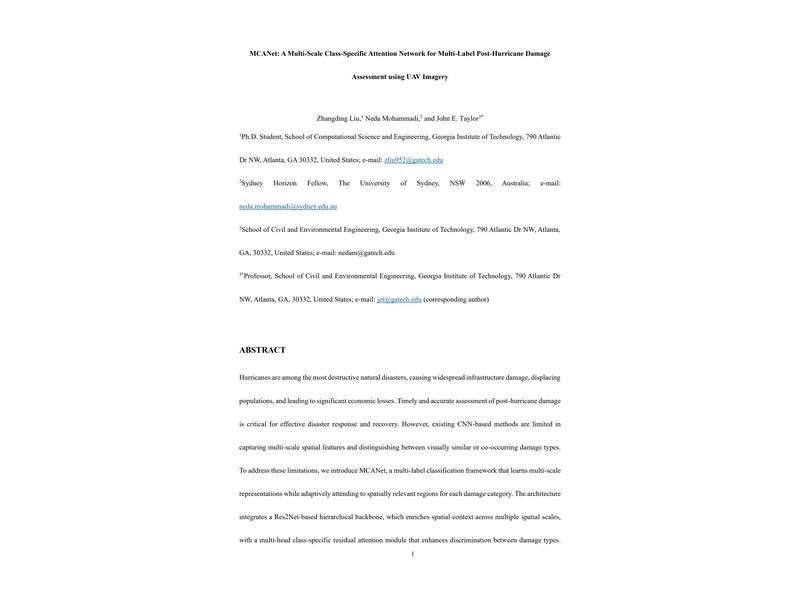 MCANet: A Multi-Scale Class-Specific Attention Network for Multi-Label Post-Hurricane Damage
Assessment using UAV Imagery
Zhangding Liu,1 Neda Mohammadi,2 and John E. Taylor3*
1Ph.D. Student, School of Computational Science and Engineering, Georgia Institute of Technology, 790 Atlantic
Dr NW, Atlanta, GA 30332, United States; e-mail: zliu952@gatech.edu
2Sydney Horizon Fellow, The University of Sydney, NSW 2006, Australia; e-mail:
neda.mohammadi@sydney.edu.au
2School of Civil and Environmental Engineering, Georgia Institute of Technology, 790 Atlantic Dr NW, Atlanta,
GA, 30332, United States; e-mail: nedam@gatech.edu
3*Professor, School of Civil and Environmental Engineering, Georgia Institute of Technology, 790 Atlantic Dr
NW, Atlanta, GA, 30332, United States; e-mail: jet@gatech.edu (corresponding author)
ABSTRACT
Hurricanes are among the most destructive natural disasters, causing widespread infrastructure damage, displacing
populations, and leading to significant economic losses. Timely and accurate assessment of post-hurricane damage
is critical for effective disaster response and recovery. However, existing CNN-based methods are limited in
capturing multi-scale spatial features and distinguishing between visually similar or co-occurring damage types.
To address these limitations, we introduce MCANet, a multi-label classification framework that learns multi-scale
representations while adaptively attending to spatially relevant regions for each damage category. The architecture
integrates a Res2Net-based hierarchical backbone, which enriches spatial context across multiple spatial scales,
with a multi-head class-specific residual attention module that enhances discrimination between damage types.
1